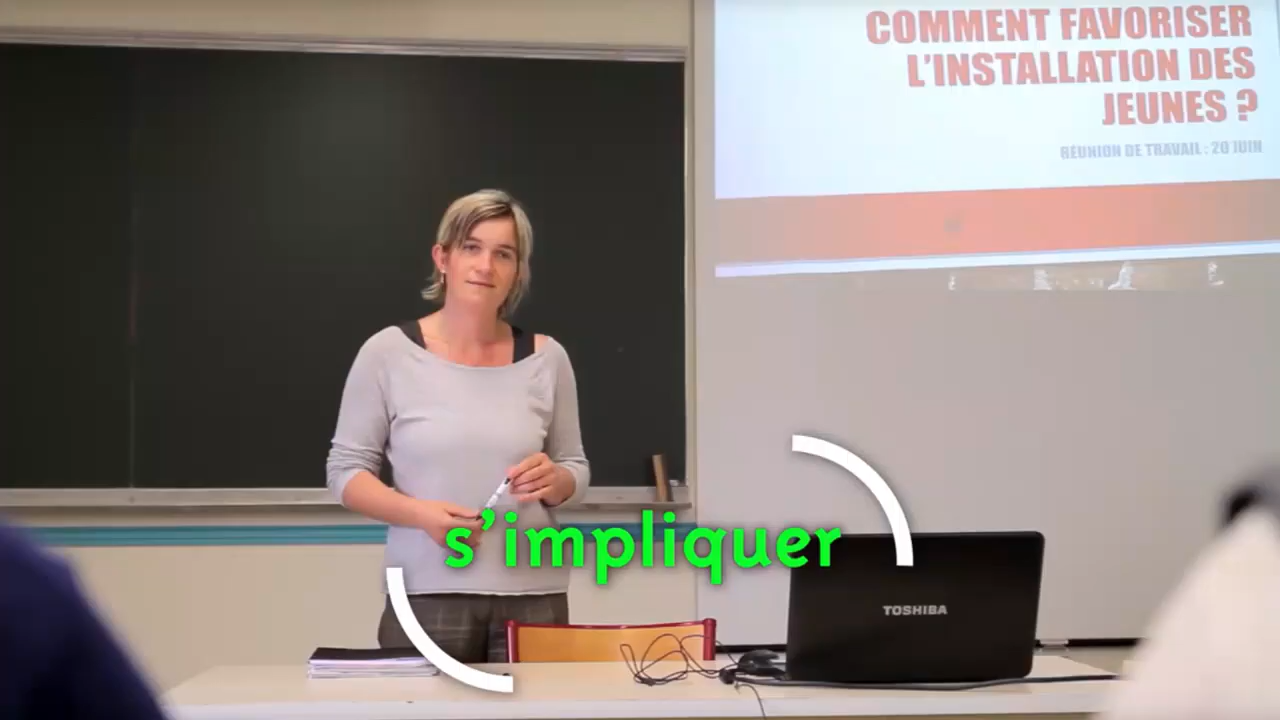 COMMENT FAVORISER
L'INSTALLATION DES
JEUNES ?
RÉUNION DE TRAVAIL : 20 JUIN
s'impliquer
TOSHIBA